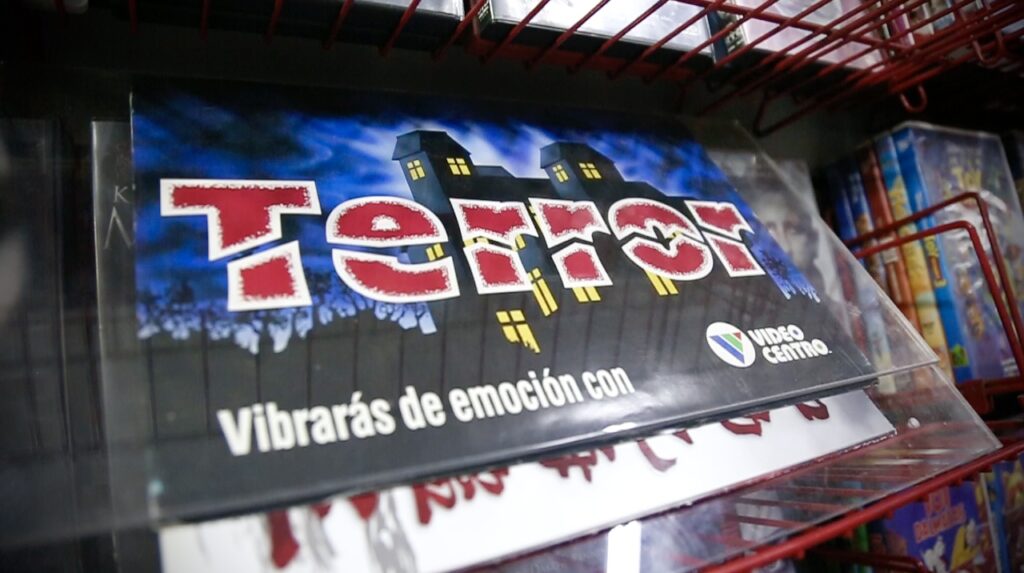 Terror
VIDEO
CENTRO
Vibrarás de emoción con